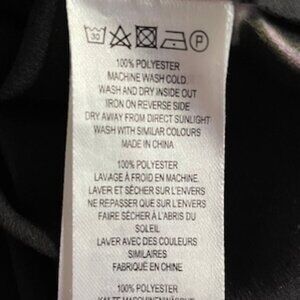 30
P
100% POLYESTER
MACHINE WASH COLD
WASH AND DRY INSIDE OUT
IRON ON REVERSE SIDE
DRY AWAY FROM DIRECT SUNLIGHT
WASH WITH SIMILAR COLOURS
MADE IN CHINA
100% POLYESTER
LAVAGE À FROID EN MACHINE
LAVER ET SÉCHER SUR L'ENVERS
NE REPASSER QUE SUR L'ENVERS
FAIRE SÉCHER À L'ABRIS DU
SOLEIL
LAVER AVEC DES COULEURS
SIMILAIRES
FABRIQUÉ EN CHINE
100% POLYESTER